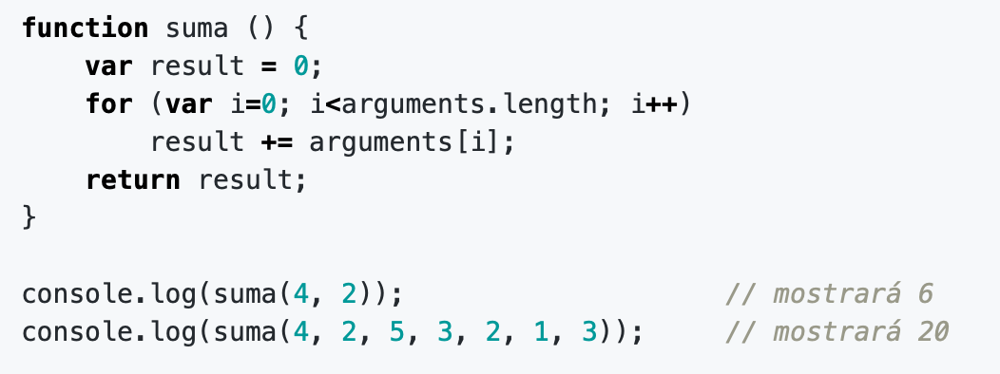 function suma () {
    var result = 0;
    for (var i=0; i<arguments.length; i++)
        result += arguments[i];
    return result;
}

console.log(suma(4, 2));                    // mostrará 6
console.log(suma(4, 2, 5, 3, 2, 1, 3));     // mostrará 20